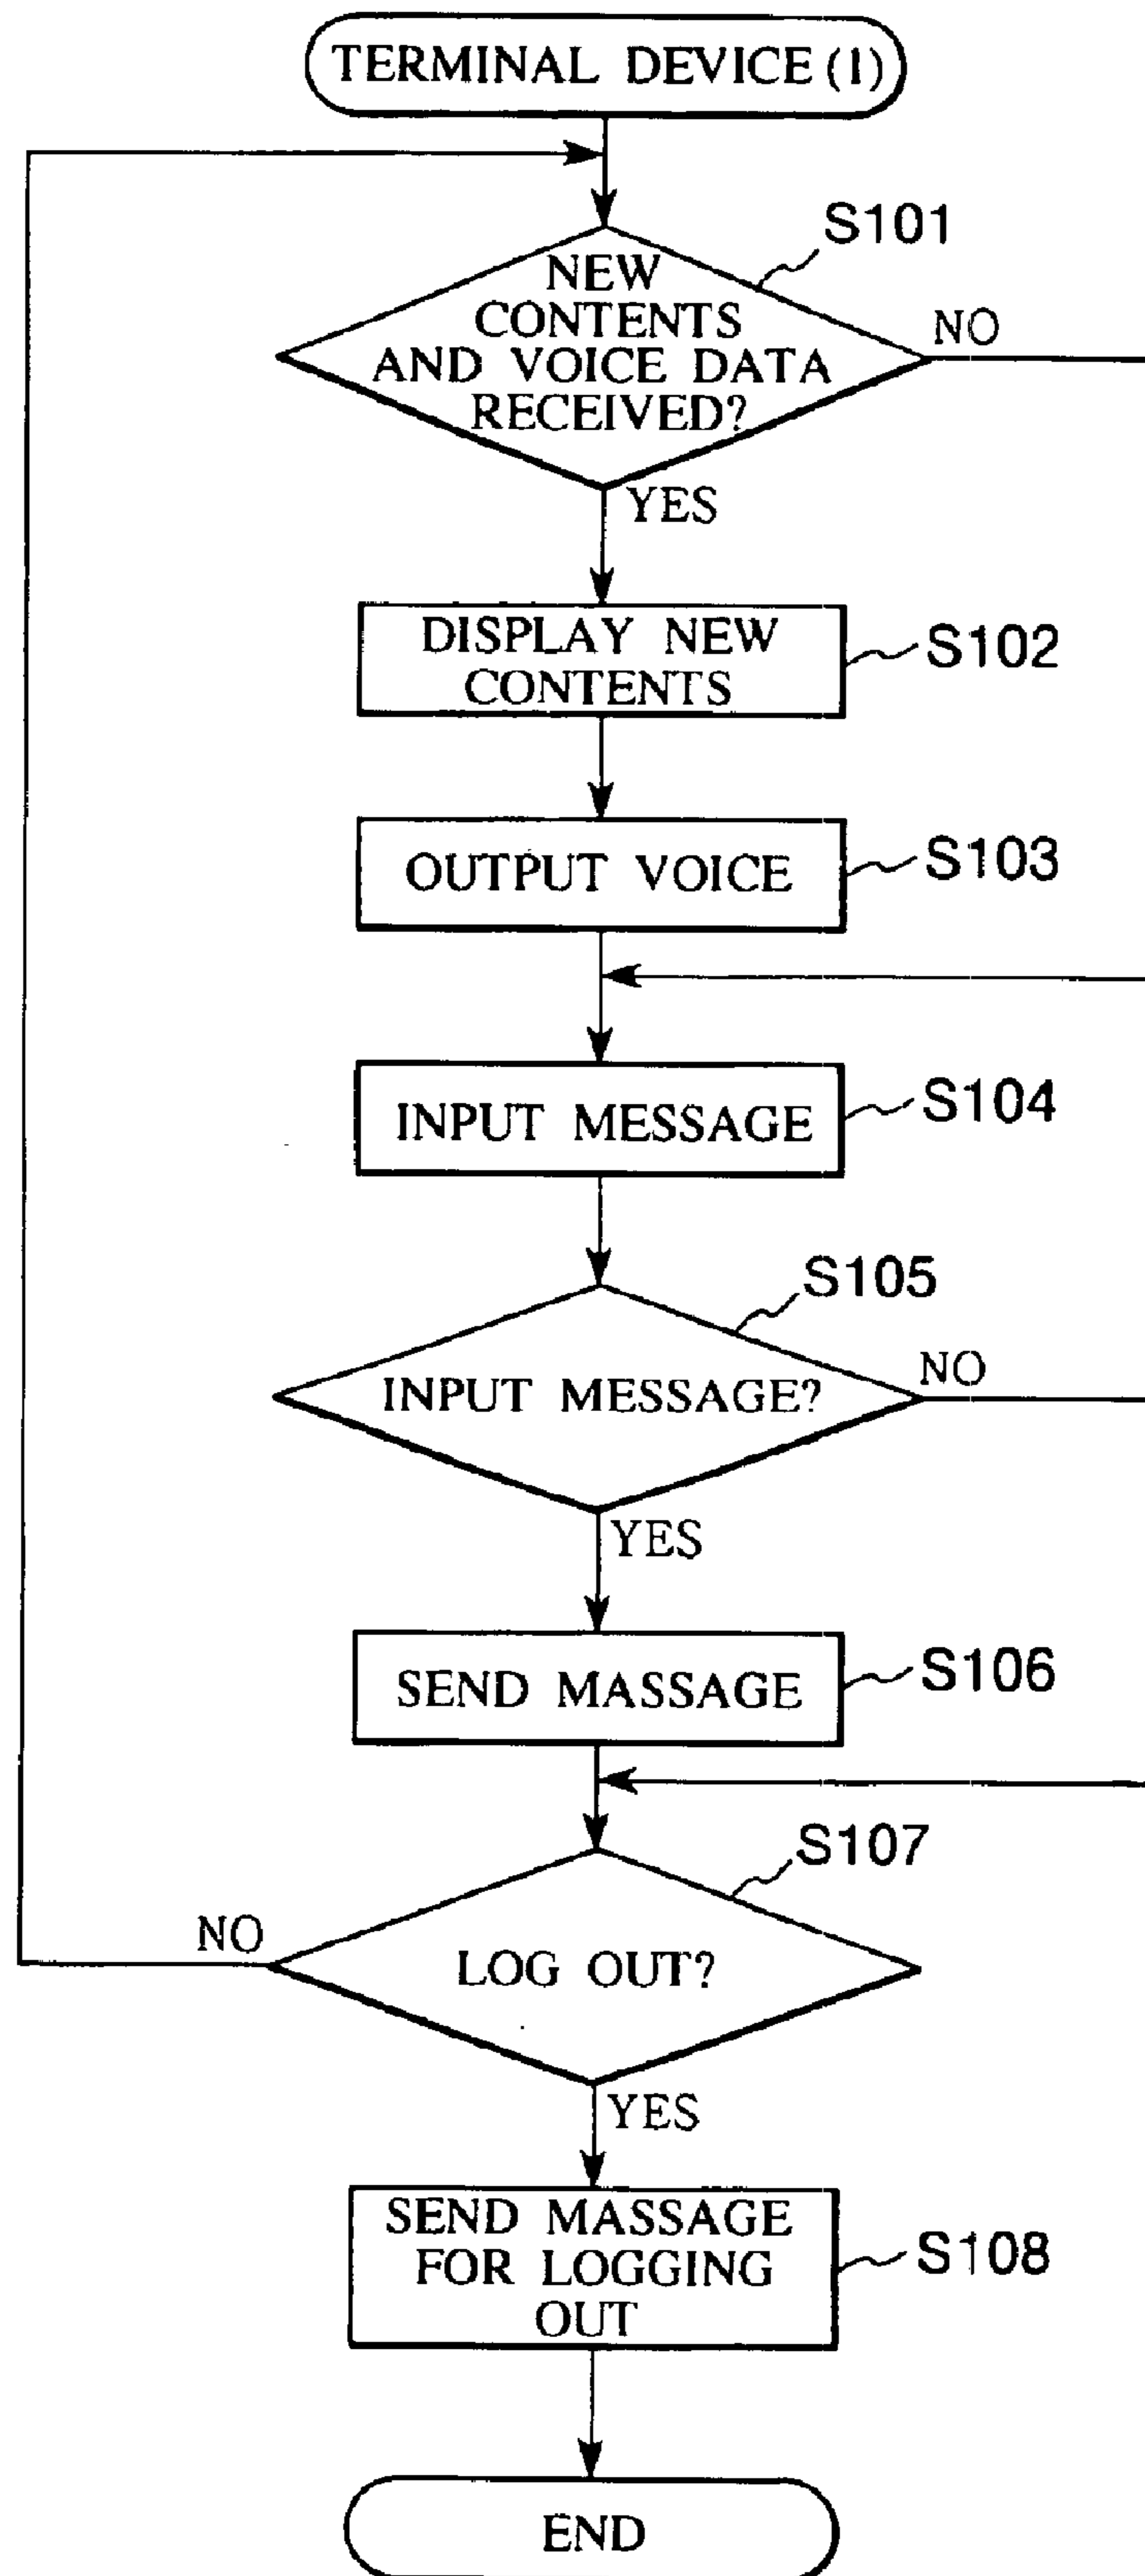 TERMINAL DEVICE (1)
S101
NEW
CONTENTS
AND VOICE DATA
RECEIVED?
NO
YES
DISPLAY NEW
CONTENTS
S102
OUTPUT VOICE
S103
INPUT MESSAGE
S104
S105
INPUT MESSAGE?
NO
YES
SEND MASSAGE
S106
S107
NO
LOG OUT?
YES
SEND MASSAGE
FOR LOGGING
OUT
S108
END